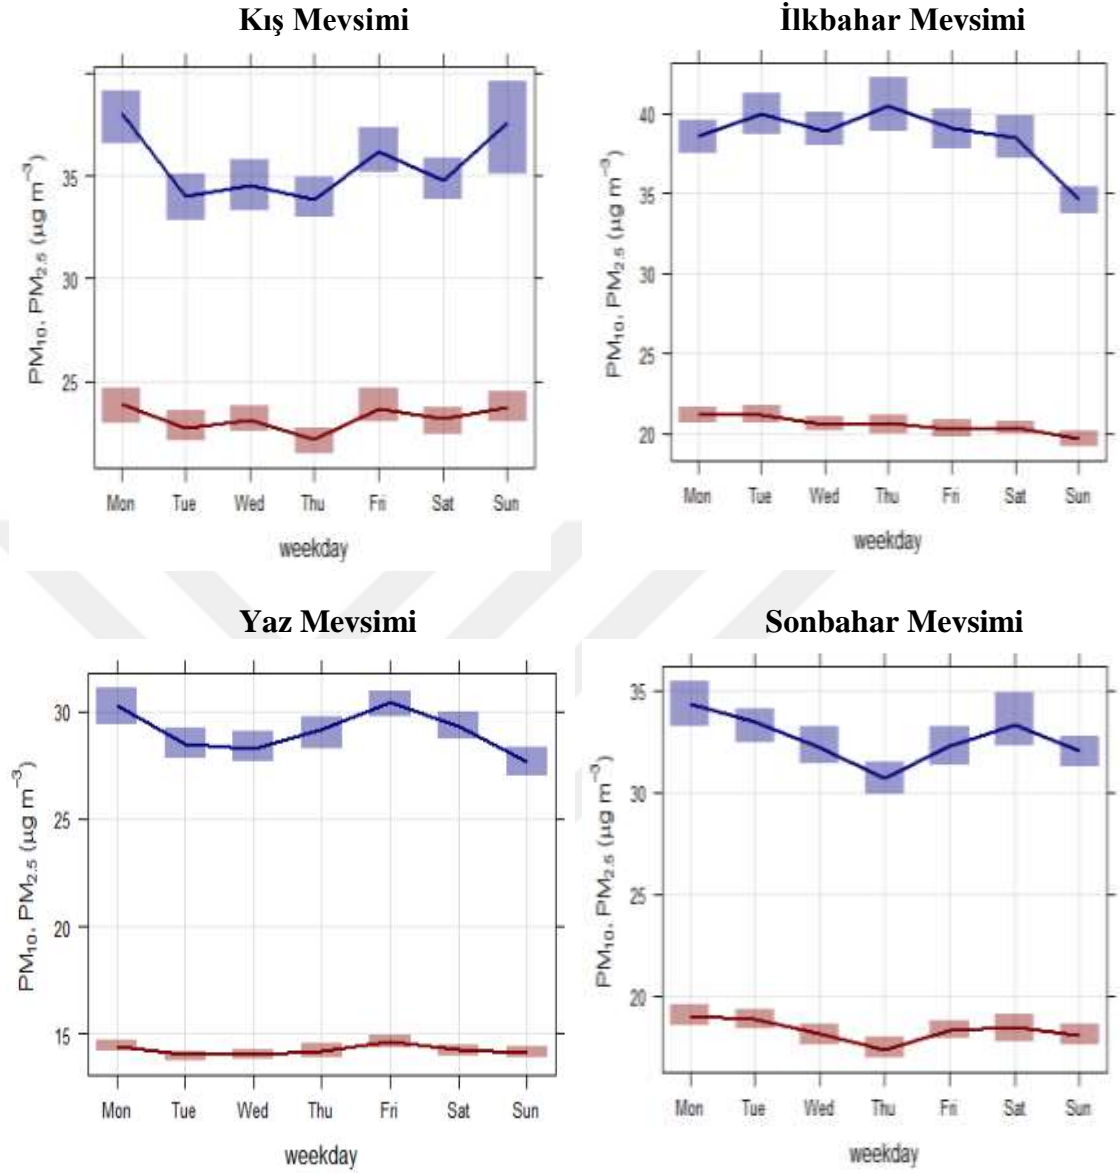 Kış Mevsimi
PM₁₀, PM₂.₅ (µg m⁻³)
35
30
25
Mon Tue Wed Thu Fri Sat Sun
weekday
İlkbahar Mevsimi
PM₁₀, PM₂.₅ (µg m⁻³)
40
35
30
25
20
Mon Tue Wed Thu Fri Sat Sun
weekday
Yaz Mevsimi
PM₁₀, PM₂.₅ (µg m⁻³)
30
25
20
15
Mon Tue Wed Thu Fri Sat Sun
weekday
Sonbahar Mevsimi
PM₁₀, PM₂.₅ (µg m⁻³)
35
30
25
20
Mon Tue Wed Thu Fri Sat Sun
weekday